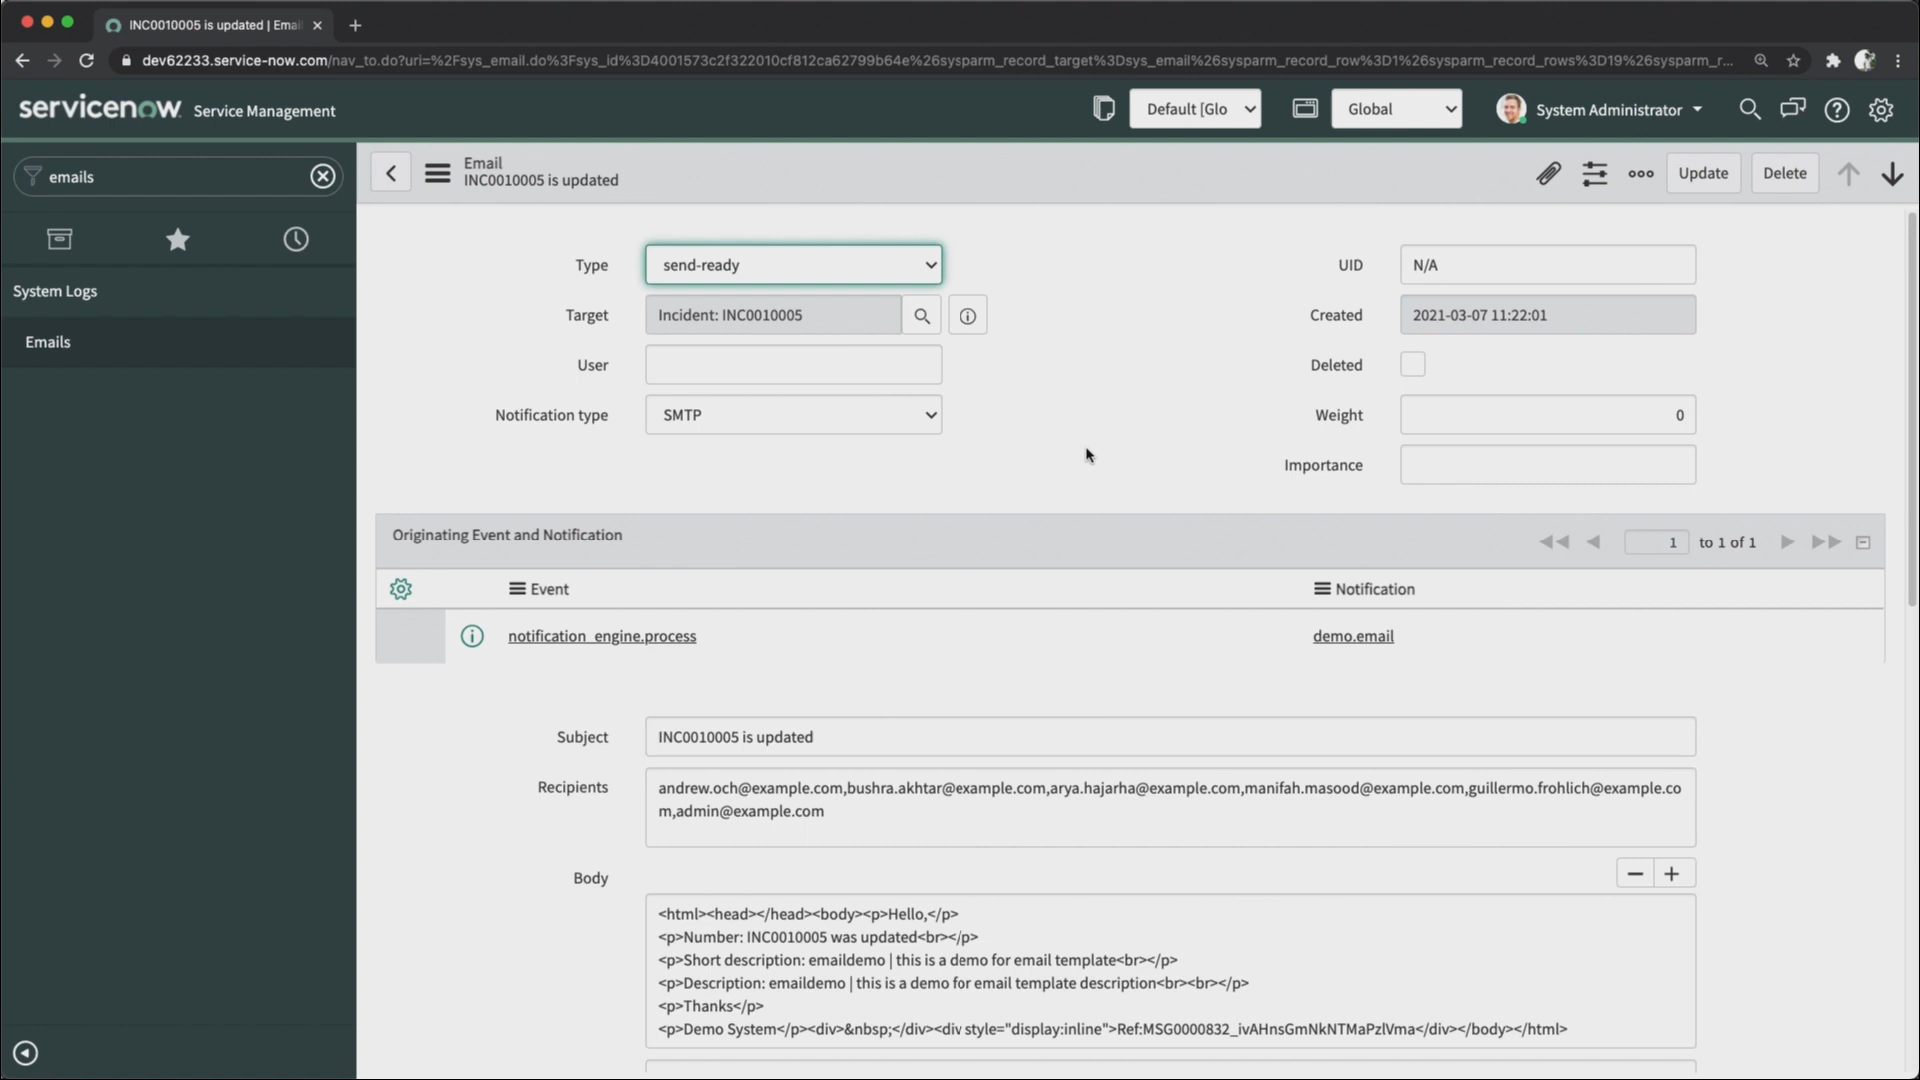 INC0010005 is updated | Emai
dev62233.service-now.com/nav_to.do?uri=%2Fsys_email.do%3Fsys_id%3D4001573c2f322010cf812ca62799b64e%26sysparm_record_target%3Dsys_email%26sysparm_record_row%3D1%26sysparm_record_rows%3D19%26sysparm_r...
servicenow Service Management
Default [Glo
Global
System Administrator
emails
System Logs
Emails
Email
INC0010005 is updated
Update
Delete
Type
send-ready
UID
N/A
Target
Incident: INC0010005
Created
2021-03-07 11:22:01
User
Deleted
Notification type
SMTP
Weight
0
Importance
Originating Event and Notification
1 to 1 of 1
Event
Notification
notification_engine.process
demo.email
Subject
INC0010005 is updated
Recipients
andrew.och@example.com,bushra.akhtar@example.com,arya.hajarha@example.com,manifah.masood@example.com,guillermo.frohlich@example.co
m,admin@example.com
Body
<html><head></head><body><p>Hello,</p>
<p>Number: INC0010005 was updated<br></p>
<p>Short description: emaildemo | this is a demo for email template<br></p>
<p>Description: emaildemo | this is a demo for email template description<br><br></p>
<p>Thanks</p>
<p>Demo System</p><div>&nbsp;</div><div style="display:inline">Ref:MSG0000832_ivAHnsGmNkNTMaPzlVma</div></body></html>